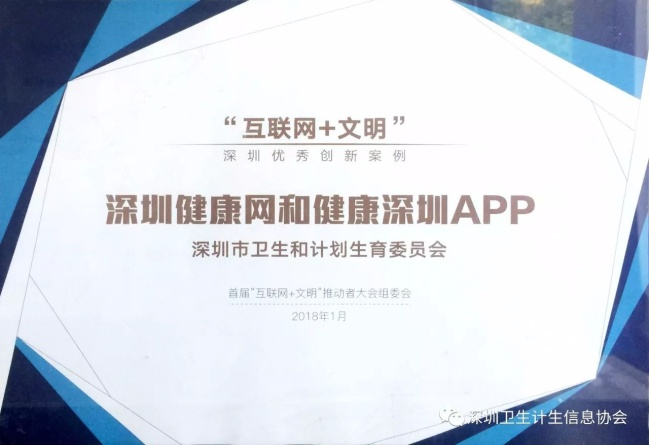 “互联网+文明”
深圳优秀创新案例
深圳健康网和健康深圳APP
深圳市卫生和计划生育委员会
首届“互联网+文明”推动者大会组委会
2018年1月
深圳卫生计生信息协会